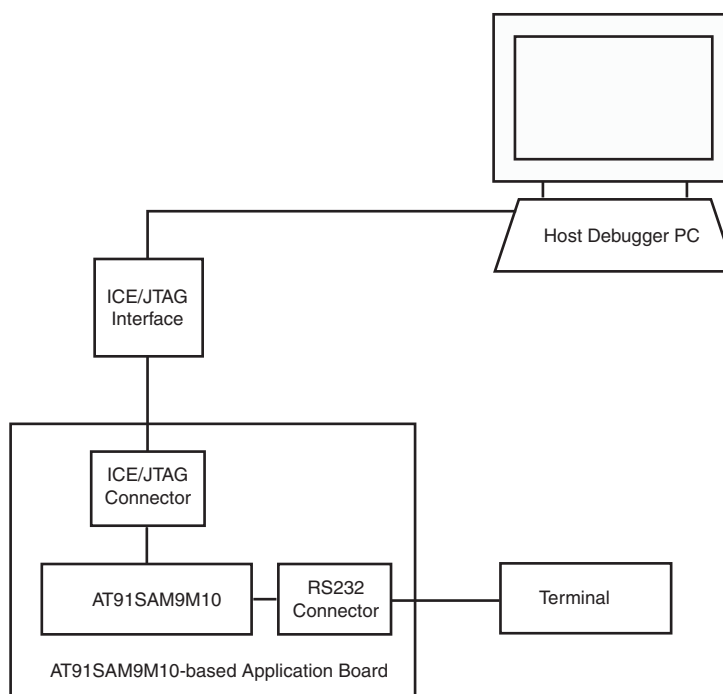 Host Debugger PC
ICE/JTAG
Interface
ICE/JTAG
Connector
AT91SAM9M10
RS232
Connector
Terminal
AT91SAM9M10-based Application Board